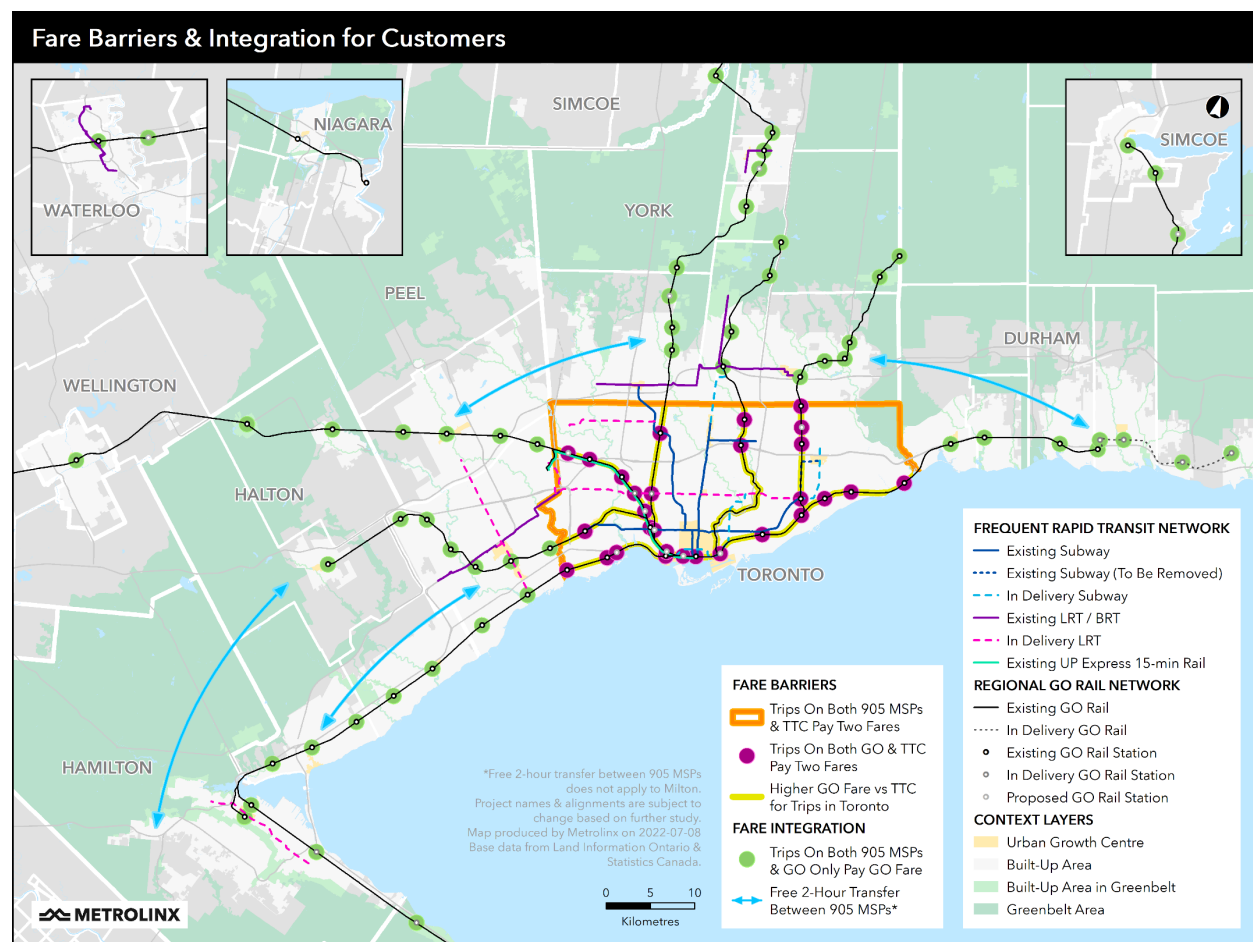 Fare Barriers & Integration for Customers
WATERLOO
NIAGARA
SIMCOE
SIMCOE
YORK
PEEL
DURHAM
WELLINGTON
HALTON
TORONTO
HAMILTON
FREQUENT RAPID TRANSIT NETWORK
Existing Subway
Existing Subway (To Be Removed)
In Delivery Subway
Existing LRT / BRT
In Delivery LRT
Existing UP Express 15-min Rail
REGIONAL GO RAIL NETWORK
Existing GO Rail
In Delivery GO Rail
Existing GO Rail Station
In Delivery GO Rail Station
Proposed GO Rail Station
CONTEXT LAYERS
Urban Growth Centre
Built-Up Area
Built-Up Area in Greenbelt
Greenbelt Area
FARE BARRIERS
Trips On Both 905 MSPs
& TTC Pay Two Fares
Trips On Both GO & TTC
Pay Two Fares
Higher GO Fare vs TTC
for Trips in Toronto
FARE INTEGRATION
Trips On Both 905 MSPs
& GO Only Pay GO Fare
Free 2-Hour Transfer
Between 905 MSPs*
*Free 2-hour transfer between 905 MSPs
does not apply to Milton.
Project names & alignments are subject to
change based on further study.
Map produced by Metrolinx on 2022-07-08
Base data from Land Information Ontario &
Statistics Canada.
0 5 10
Kilometres
METROLINX